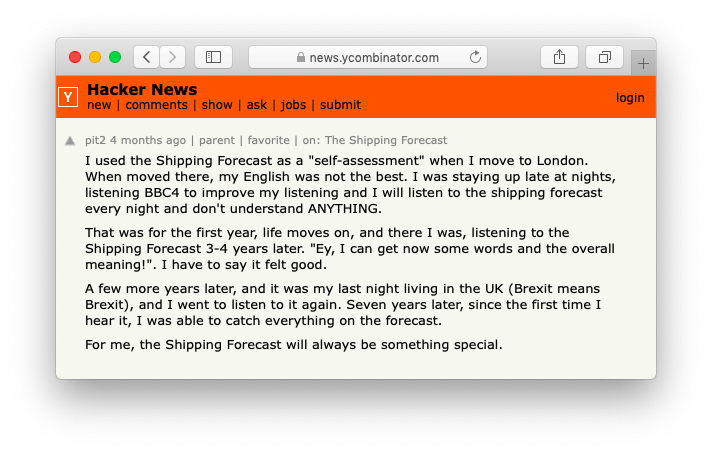 news.ycombinator.com
Y
Hacker News
new | comments | show | ask | jobs | submit
login
pit2 4 months ago | parent | favorite | on: The Shipping Forecast
I used the Shipping Forecast as a "self-assessment" when I move to London.
When moved there, my English was not the best. I was staying up late at nights,
listening BBC4 to improve my listening and I will listen to the shipping forecast
every night and don't understand ANYTHING.
That was for the first year, life moves on, and there I was, listening to the
Shipping Forecast 3-4 years later. "Ey, I can get now some words and the overall
meaning!". I have to say it felt good.
A few more years later, and it was my last night living in the UK (Brexit means
Brexit), and I went to listen to it again. Seven years later, since the first time I
hear it, I was able to catch everything on the forecast.
For me, the Shipping Forecast will always be something special.